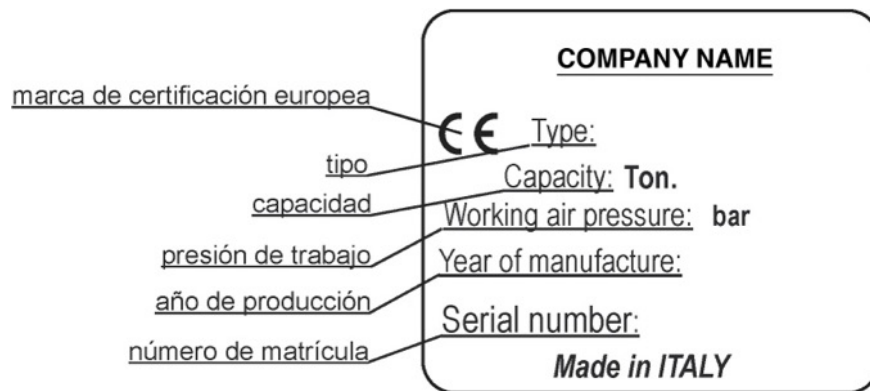 COMPANY NAME
marca de certificación europea
CE Type:
tipo
Capacity: Ton.
capacidad
Working air pressure: bar
presión de trabajo
Year of manufacture:
año de producción
Serial number:
número de matrícula
Made in ITALY